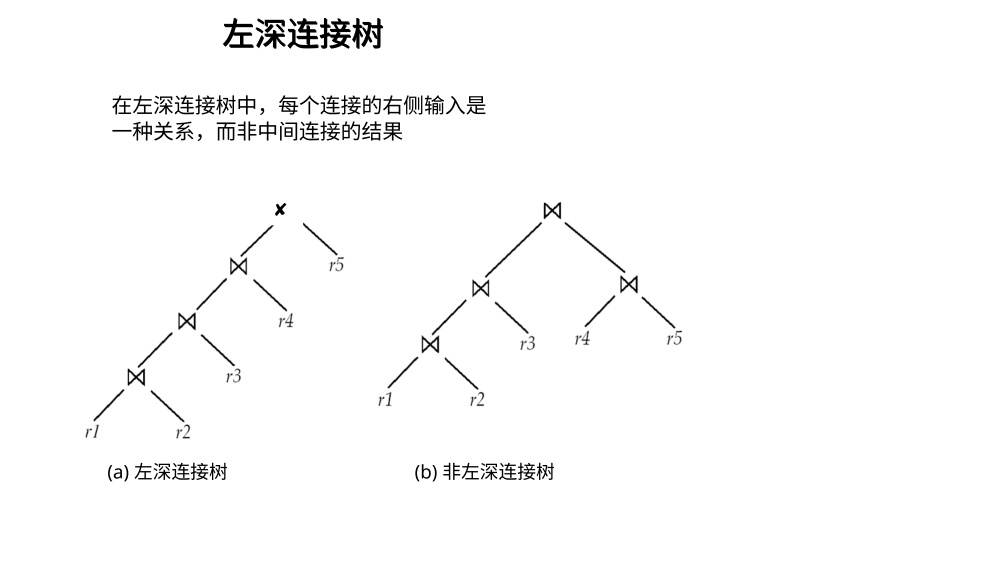 左深连接树
在左深连接树中，每个连接的右侧输入是
一种关系，而非中间连接的结果
✘
⋈
⋈
r5
⋈
⋈
r4
⋈
r4
r5
⋈
r3
r3
⋈
r1
r2
r1
r2
(a) 左深连接树
(b) 非左深连接树